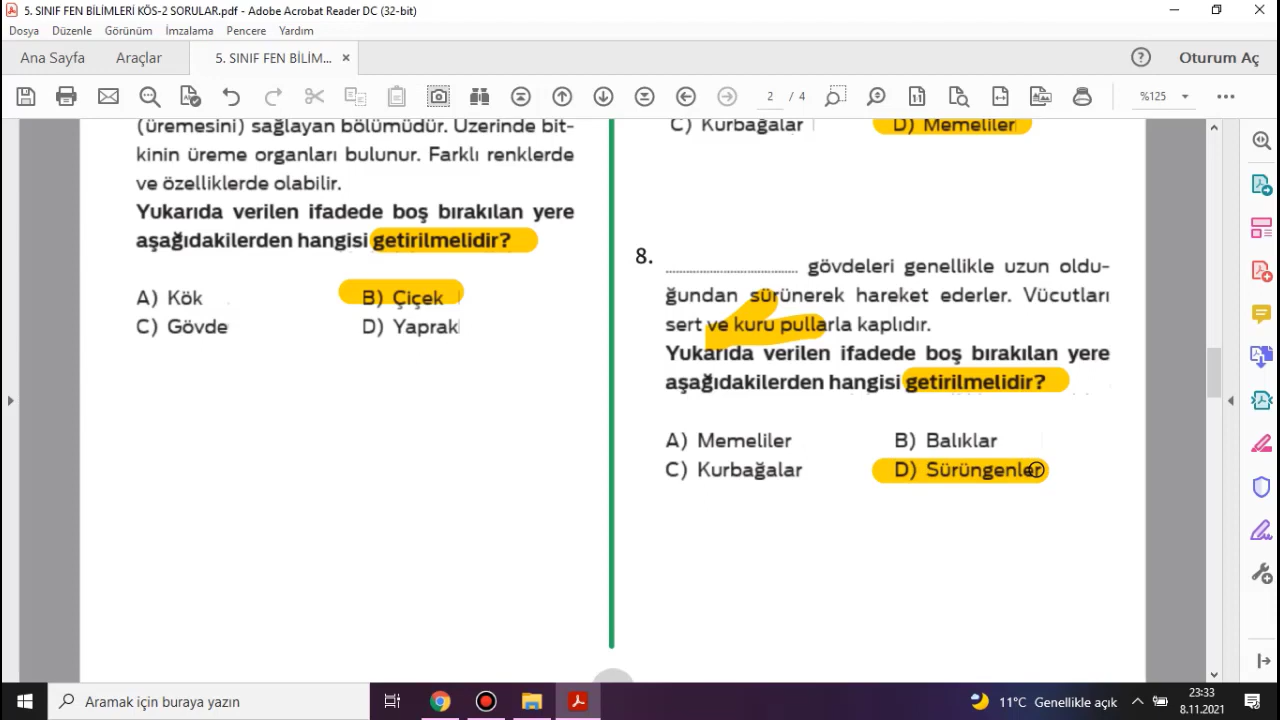 5. SINIF FEN BİLİMLERİ KÖS-2 SORULAR.pdf - Adobe Acrobat Reader DC (32-bit)
Dosya Düzenle Görünüm İmzalama Pencere Yardım
Ana Sayfa Araçlar 5. SINIF FEN BİLİM... × Oturum Aç
2 / 4 %125
(üremesini) sağlayan bölümüdür. Üzerinde bit-
kinin üreme organları bulunur. Farklı renklerde
ve özelliklerde olabilir.
Yukarıda verilen ifadede boş bırakılan yere
aşağıdakilerden hangisi getirilmelidir?
A) Kök B) Çiçek
C) Gövde D) Yaprak
C) Kurbağalar D) Memeliler
8. .................................. gövdeleri genellikle uzun oldu-
ğundan sürünerek hareket ederler. Vücutları
sert ve kuru pullarla kaplıdır.
Yukarıda verilen ifadede boş bırakılan yere
aşağıdakilerden hangisi getirilmelidir?
A) Memeliler B) Balıklar
C) Kurbağalar D) Sürüngenler
Aramak için buraya yazın
11°C Genellikle açık
23:33
8.11.2021